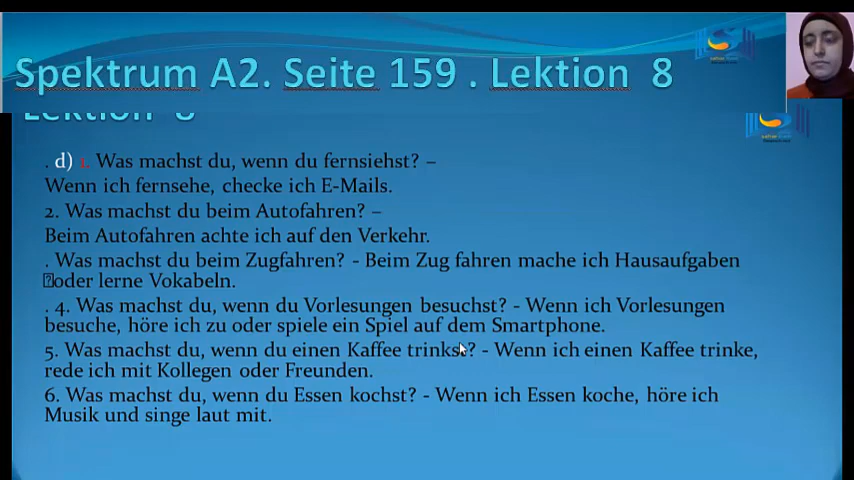 Spektrum A2. Seite 159 . Lektion 8
Lektion 8
. d) 1. Was machst du, wenn du fernsiehst? –
Wenn ich fernsehe, checke ich E-Mails.
2. Was machst du beim Autofahren? –
Beim Autofahren achte ich auf den Verkehr.
. Was machst du beim Zugfahren? - Beim Zug fahren mache ich Hausaufgaben
oder lerne Vokabeln.
. 4. Was machst du, wenn du Vorlesungen besuchst? - Wenn ich Vorlesungen
besuche, höre ich zu oder spiele ein Spiel auf dem Smartphone.
5. Was machst du, wenn du einen Kaffee trinkst? - Wenn ich einen Kaffee trinke,
rede ich mit Kollegen oder Freunden.
6. Was machst du, wenn du Essen kochst? - Wenn ich Essen koche, höre ich
Musik und singe laut mit.